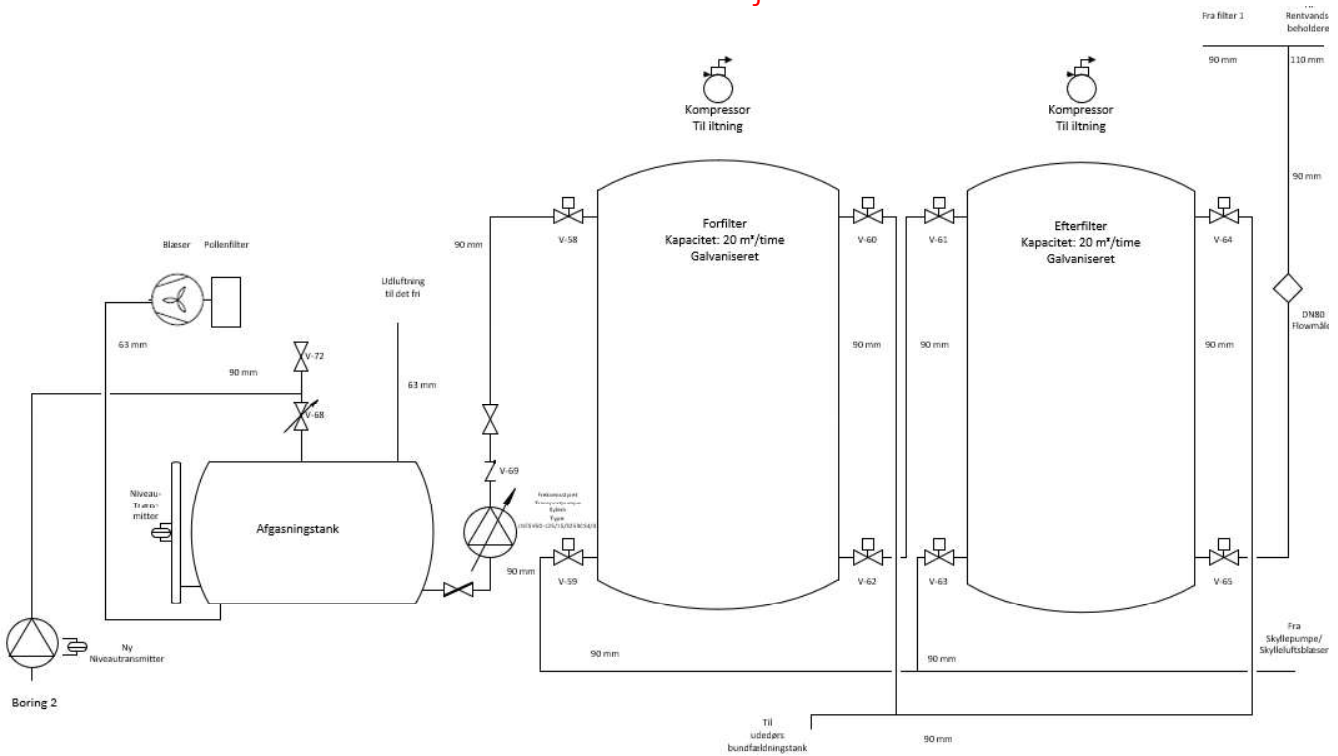 Fra filter 1
Rentvands
beholdere
90 mm
110 mm
Kompressor
Til iltning
Kompressor
Til iltning
90 mm
Forfilter
Kapacitet: 20 m³/time
Galvaniseret
Efterfilter
Kapacitet: 20 m³/time
Galvaniseret
V-58
V-60
V-61
V-64
90 mm
Blæser
Pollenfilter
Udluftning
til det fri
DN80
Flowmåle
63 mm
V-72
90 mm
90 mm
90 mm
90 mm
63 mm
V-68
V-69
Niveau-
Trans-
mitter
Afgasningstank
Type
90 mm
V-59
V-62
V-63
V-65
Ny
Niveautransmitter
Boring 2
90 mm
90 mm
Fra
Skyllepumpe/
Skylleluftsblæser
Til
udedørs
bundfældningstank
90 mm